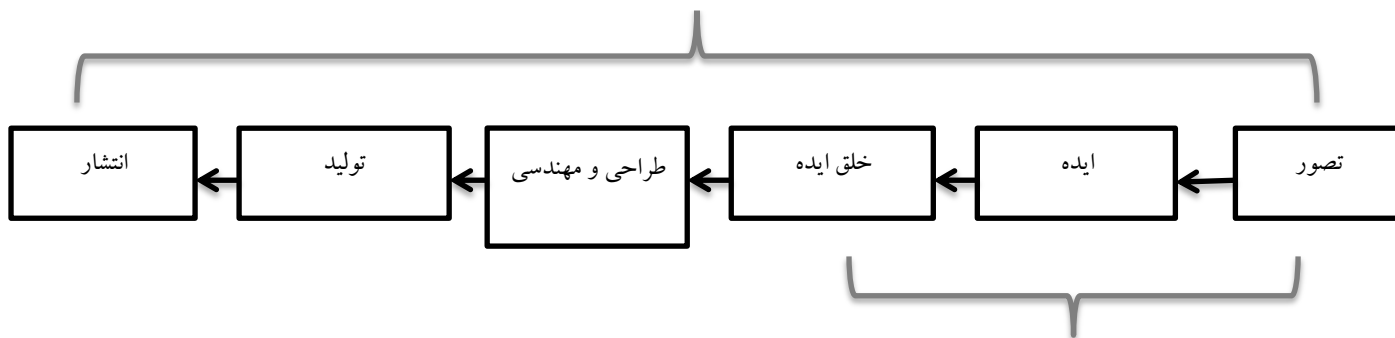 تصور
ایده
خلق ایده
طراحی و مهندسی
تولید
انتشار